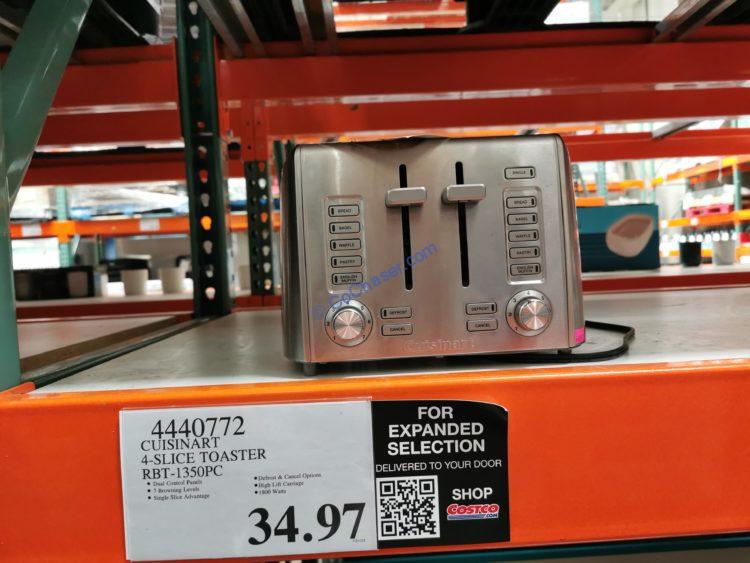 SINGLE
BREAD
BAGEL
WAFFLE
PASTRY
ENGLISH
MUFFIN
BREAD
BAGEL
WAFFLE
PASTRY
ENGLISH
MUFFIN
DEFROST
CANCEL
DEFROST
CANCEL
Cuisinart
CoChaser.com
4440772
CUISINART
4-SLICE TOASTER
RBT-1350PC
• Dual Control Panels
• 7 Browning Levels
• Single Slice Advantage
• Defrost & Cancel Options
• High Lift Carriage
• 1800 Watts
34.97
FOR
EXPANDED
SELECTION
DELIVERED TO YOUR DOOR
SHOP
COSTCO
.COM